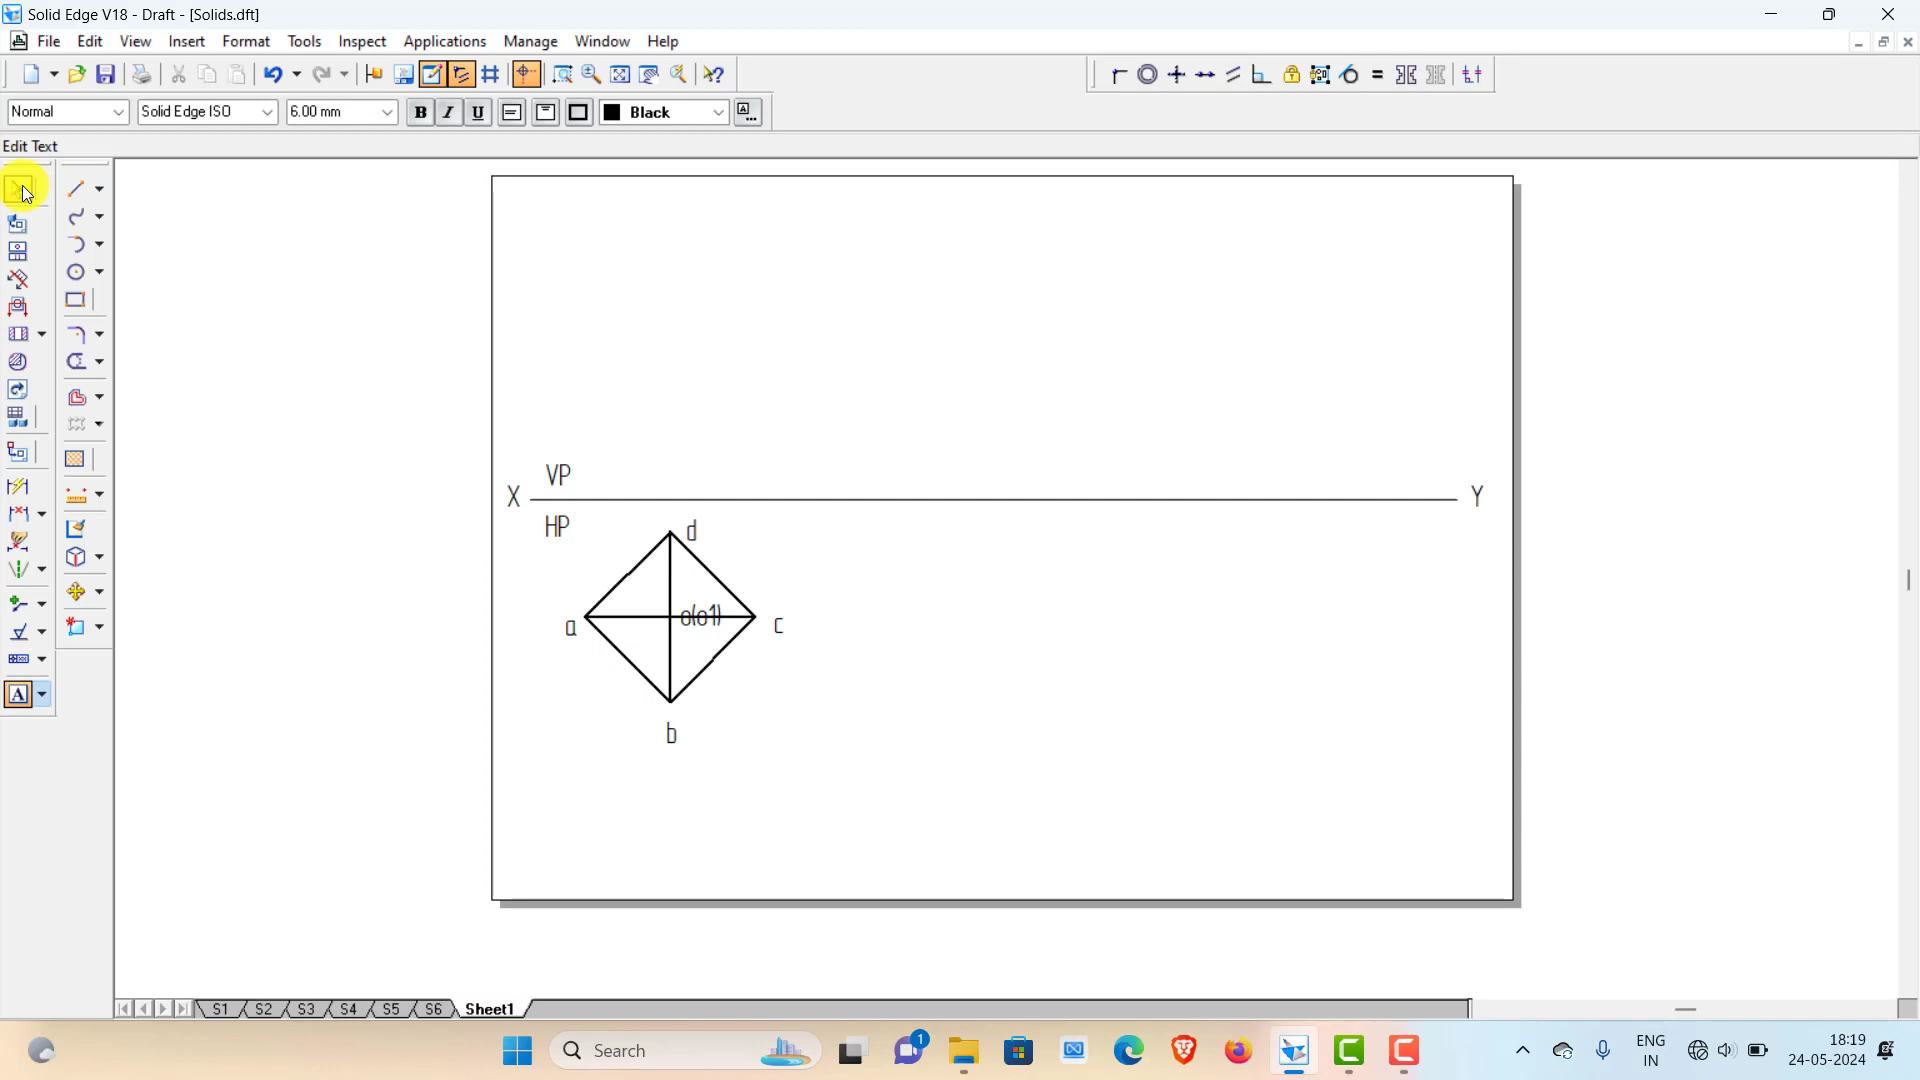 Solid Edge V18 - Draft - [Solids.dft]
File Edit View Insert Format Tools Inspect Applications Manage Window Help
Normal Solid Edge ISO 6.00 mm B I U Black
Edit Text
VP
X Y
HP
d
a o(o1) c
b
A
S1 S2 S3 S4 S5 S6 Sheet1
Search 1 ENG 18:19
IN 24-05-2024